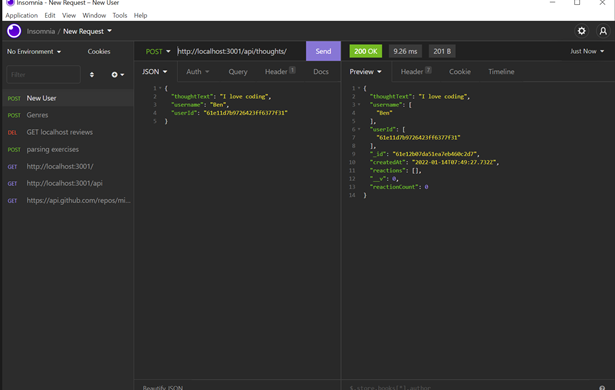 Insomnia - New Request – New User
Application Edit View Window Tools Help
Insomnia / New Request
No Environment Cookies
Filter
POST New User
POST Genres
DEL GET localhost reviews
POST parsing exercises
GET http://localhost:3001/
GET http://localhost:3001/api
GET https://api.github.com/repos/mi...
POST http://localhost:3001/api/thoughts/ Send
JSON Auth Query Header 1 Docs
1 {
2 "thoughtText": "I love coding",
3 "username": "Ben",
4 "userId": "61e11d7b9726423ff6377f31"
5 }
Beautify JSON
200 OK 9.26 ms 201 B Just Now
Preview Header 7 Cookie Timeline
1 {
2 "thoughtText": "I love coding",
3 "username": [
4 "Ben"
5 ],
6 "userId": [
7 "61e11d7b9726423ff6377f31"
8 ],
9 "_id": "61e12b07da51ea7eb460c2d7",
10 "createdAt": "2022-01-14T07:49:27.732Z",
11 "reactions": [],
12 "__v": 0,
13 "reactionCount": 0
14 }